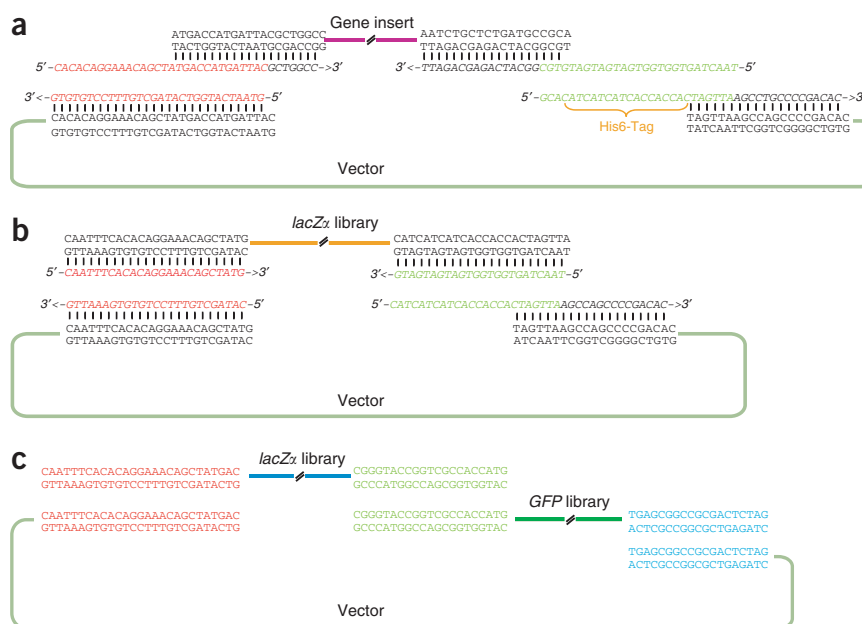 a
Gene insert
ATGACCATGATTACGCTGGCC
TACTGGTACTAATGCGACCGG
AATCTGCTCTGATGCCGCA
TTAGACGAGACTACGGCGT
5′-CACACAGGAAACAGCTATGACCATGATTACGCTGGCC->3′
3′<-TTAGACGAGACTACGGCGTGTAGTAGTAGTGGTGGTGATCAAT-5′
3′<-GTGTGTCCTTTGTCGATACTGGTACTAATG-5′
5′-GCACATCATCATCACCACCACTAGTTAAGCCTGCCCCGACAC->3
His6-Tag
CACACAGGAAACAGCTATGACCATGATTAC
GTGTGTCCTTTGTCGATACTGGTACTAATG
TAGTTAAGCCAGCCCCGACAC
TATCAATTCGGTCGGGGCTGTG
Vector
b
lacZα library
CAATTTCACACAGGAAACAGCTATG
GTTAAAGTGTGTCCTTTGTCGATAC
CATCATCATCACCACCACTAGTTA
GTAGTAGTAGTGGTGGTGATCAAT
5′-CAATTTCACACAGGAAACAGCTATG->3′
3′<-GTAGTAGTAGTGGTGGTGATCAAT-5′
3′<-GTTAAAGTGTGTCCTTTGTCGATAC-5′
5′-CATCATCATCACCACCACTAGTTAAGCCAGCCCCGACAC->3′
CAATTTCACACAGGAAACAGCTATG
GTTAAAGTGTGTCCTTTGTCGATAC
TAGTTAAGCCAGCCCCGACAC
ATCAATTCGGTCGGGGCTGTG
Vector
c
lacZα library
CAATTTCACACAGGAAACAGCTATGAC
GTTAAAGTGTGTCCTTTGTCGATACTG
CGGGTACCGGTCGCCACCATG
GCCCATGGCCAGCGGTGGTAC
GFP library
CAATTTCACACAGGAAACAGCTATGAC
GTTAAAGTGTGTCCTTTGTCGATACTG
CGGGTACCGGTCGCCACCATG
GCCCATGGCCAGCGGTGGTAC
TGAGCGGCCGCGACTCTAG
ACTCGCCGGCGCTGAGATC
TGAGCGGCCGCGACTCTAG
ACTCGCCGGCGCTGAGATC
Vector